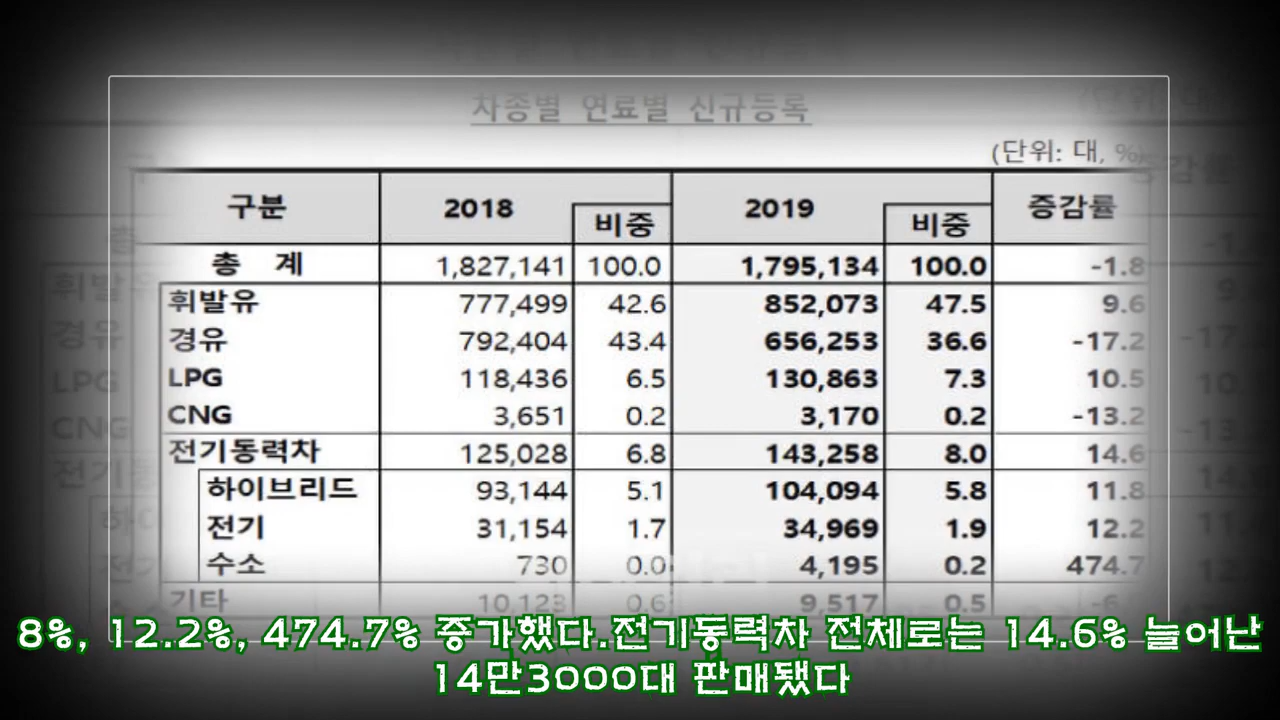 차종별 연료별 신규등록
(단위: 대, %)
구분 2018 비중 2019 비중 증감률
총 계 1,827,141 100.0 1,795,134 100.0 -1.8
휘발유 777,499 42.6 852,073 47.5 9.6
경유 792,404 43.4 656,253 36.6 -17.2
LPG 118,436 6.5 130,863 7.3 10.5
CNG 3,651 0.2 3,170 0.2 -13.2
전기동력차 125,028 6.8 143,258 8.0 14.6
하이브리드 93,144 5.1 104,094 5.8 11.8
전기 31,154 1.7 34,969 1.9 12.2
수소 730 0.0 4,195 0.2 474.7
기타 10,123 0.6 9,517 0.5
8%, 12.2%, 474.7% 증가했다.전기동력차 전체로는 14.6% 늘어난
14만3000대 판매됐다